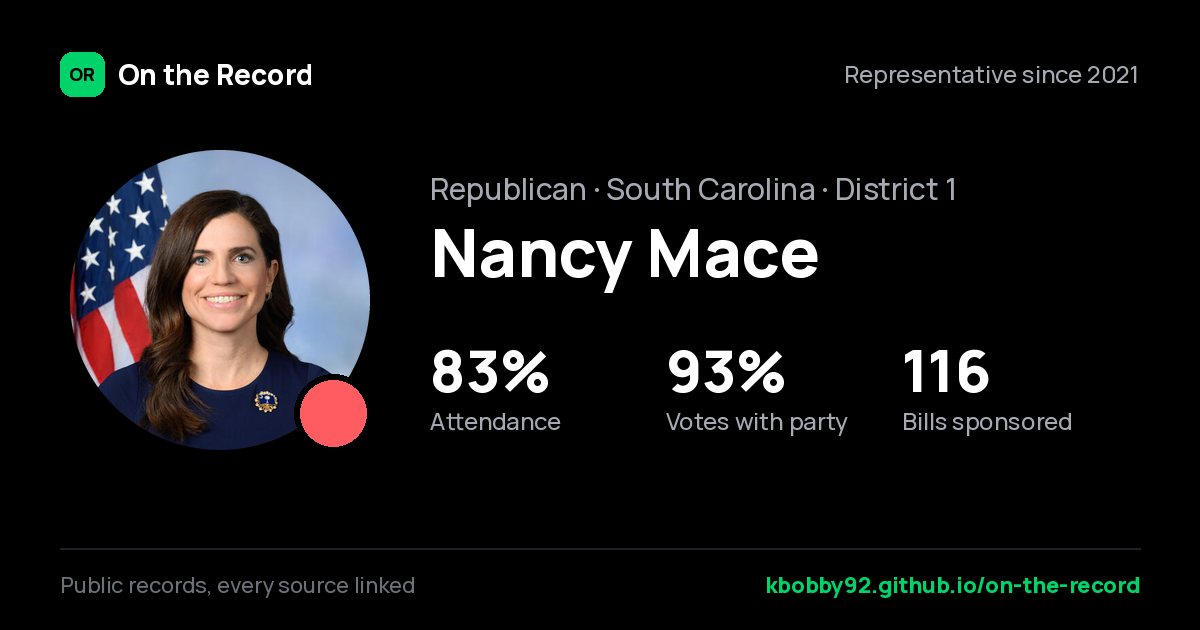 OR On the Record
Representative since 2021
Republican · South Carolina · District 1
Nancy Mace
83% 93% 116
Attendance Votes with party Bills sponsored
Public records, every source linked
kbobby92.github.io/on-the-record